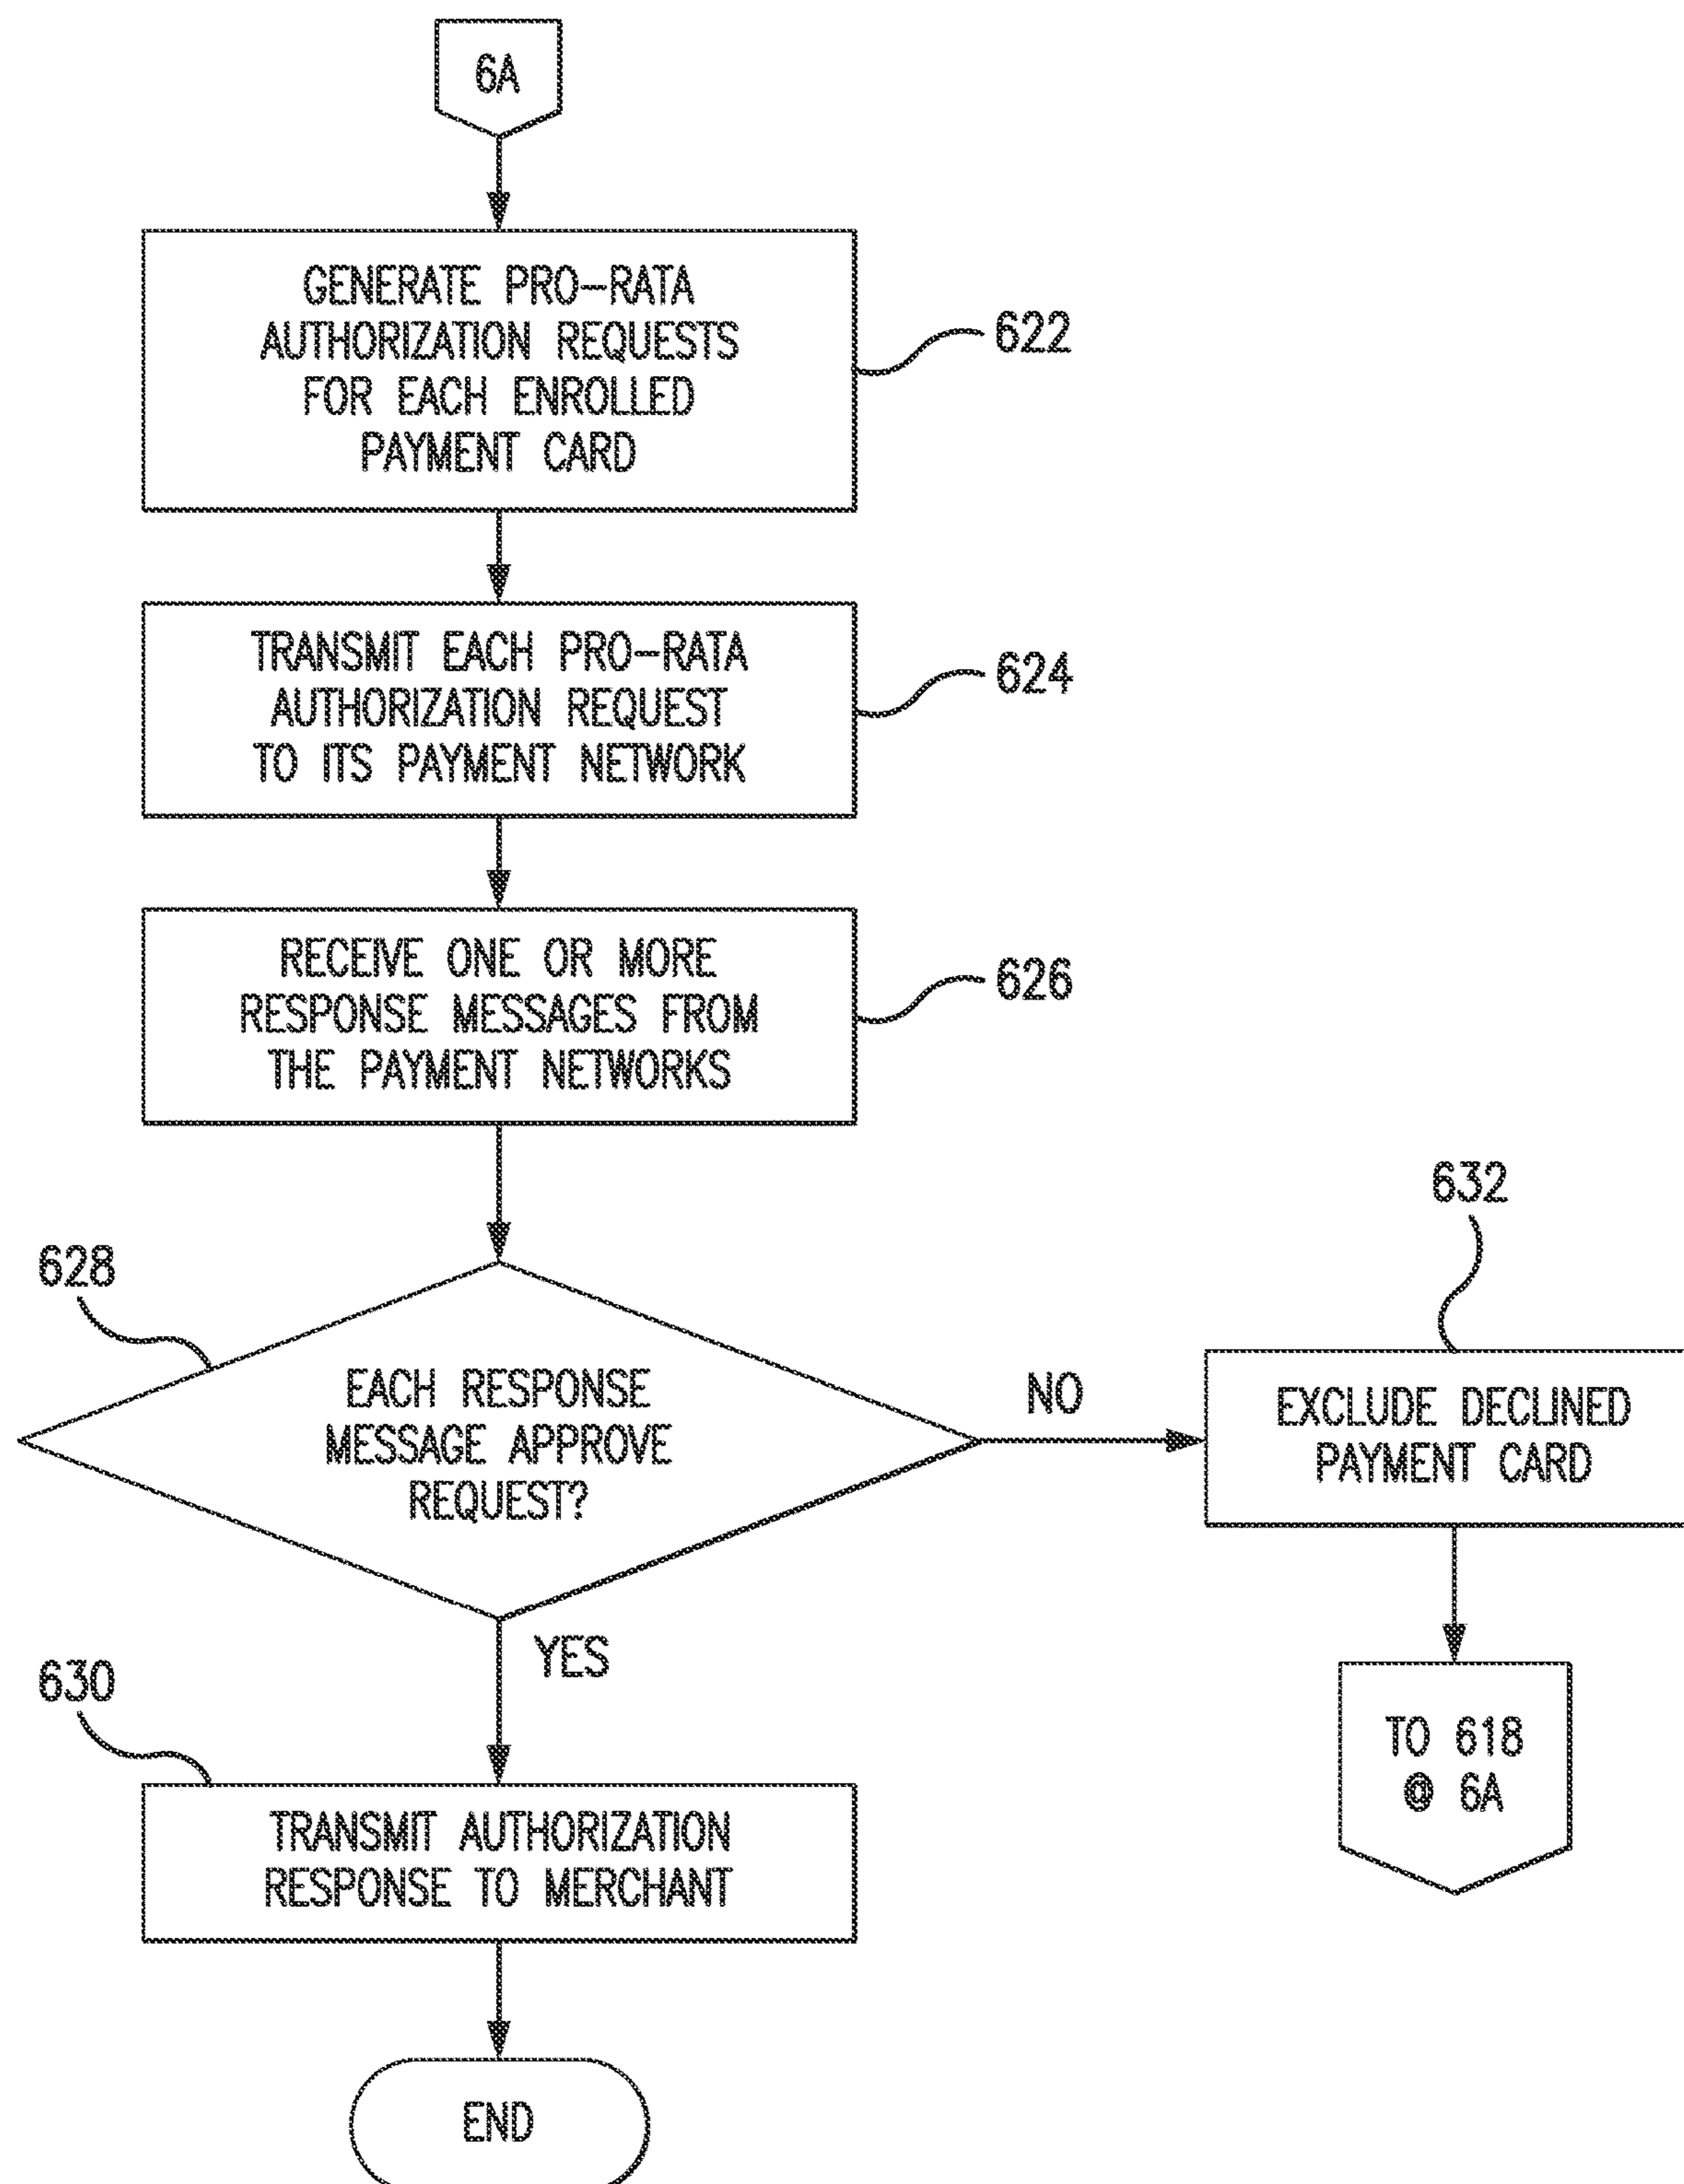 6A
GENERATE PRO-RATA
AUTHORIZATION REQUESTS
FOR EACH ENROLLED
PAYMENT CARD
622
TRANSMIT EACH PRO-RATA
AUTHORIZATION REQUEST
TO ITS PAYMENT NETWORK
624
RECEIVE ONE OR MORE
RESPONSE MESSAGES FROM
THE PAYMENT NETWORKS
626
628
EACH RESPONSE
MESSAGE APPROVE
REQUEST?
NO
632
EXCLUDE DECLINED
PAYMENT CARD
TO 618
@ 6A
YES
630
TRANSMIT AUTHORIZATION
RESPONSE TO MERCHANT
END